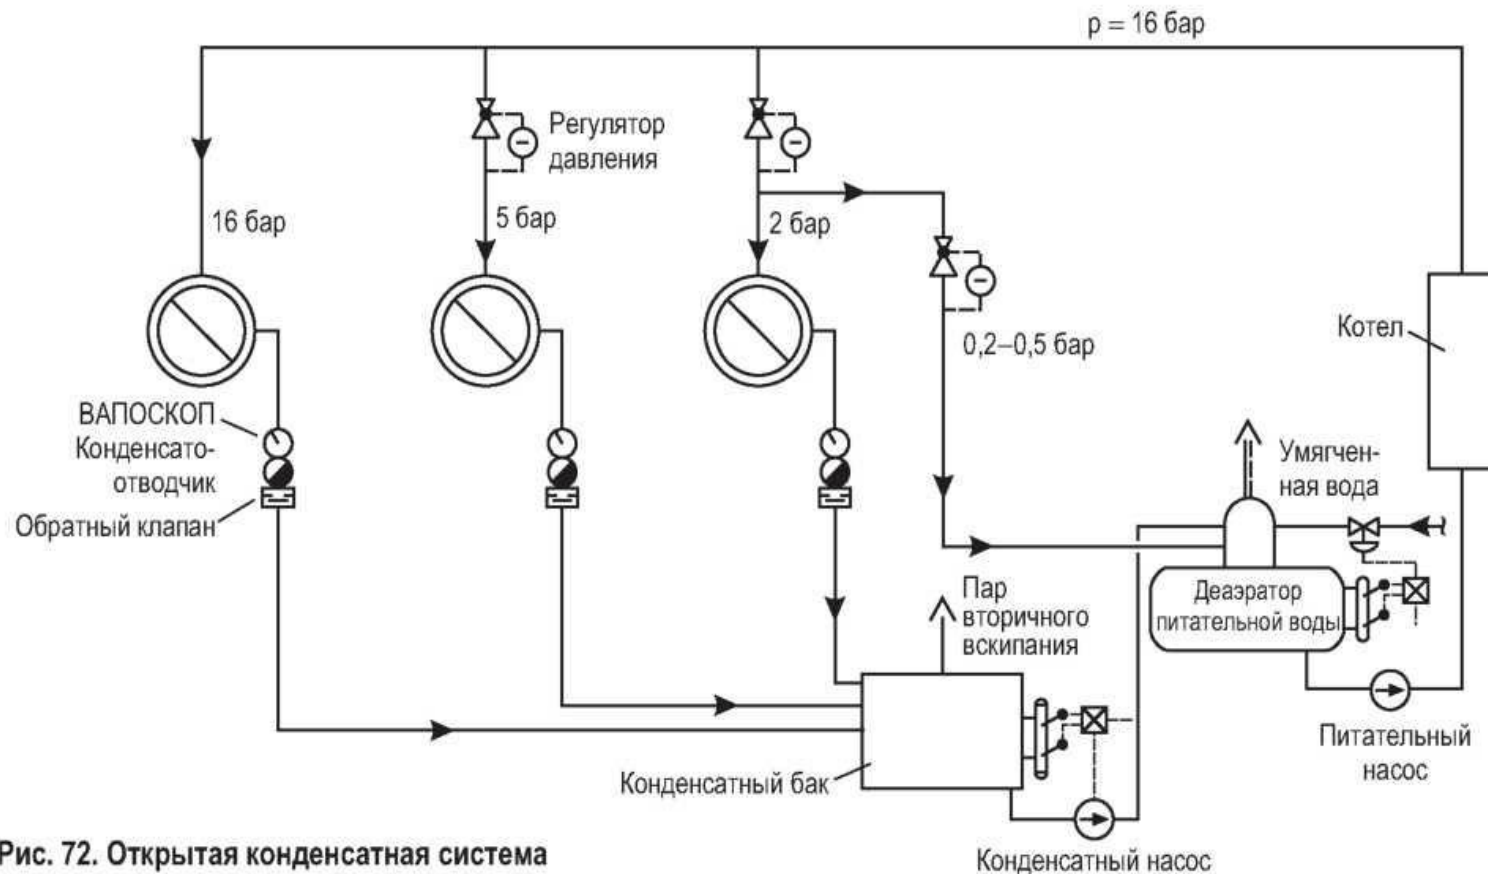 p = 16 бар
Регулятор
давления
16 бар
5 бар
2 бар
0,2–0,5 бар
Котел
ВАПОСКОП
Конденсато-
отводчик
Обратный клапан
Умягчен-
ная вода
Пар
вторичного
вскипания
Деаэратор
питательной воды
Питательный
насос
Конденсатный бак
Конденсатный насос
Рис. 72. Открытая конденсатная система